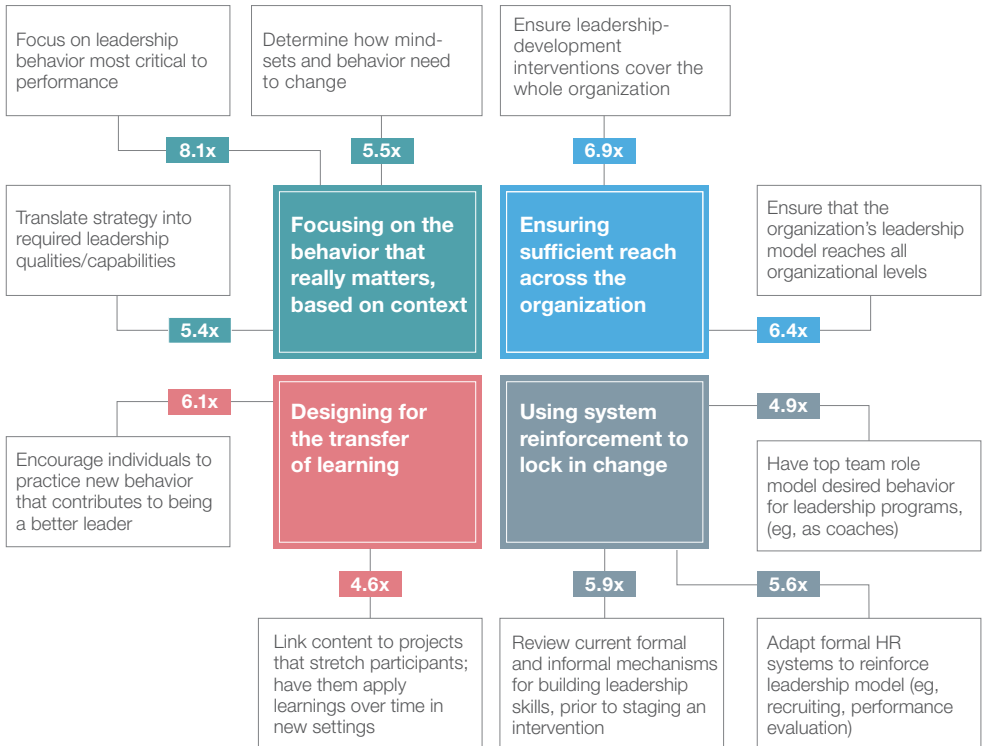 Focus on leadership
behavior most critical to
performance
Determine how mind-
sets and behavior need
to change
Ensure leadership-
development
interventions cover the
whole organization
8.1x
5.5x
6.9x
Translate strategy into
required leadership
qualities/capabilities
5.4x
Focusing on the
behavior that
really matters,
based on context
Ensuring
sufficient reach
across the
organization
Ensure that the
organization's leadership
model reaches all
organizational levels
6.4x
6.1x
Encourage individuals to
practice new behavior
that contributes to being
a better leader
Designing for
the transfer
of learning
Using system
reinforcement to
lock in change
4.9x
Have top team role
model desired behavior
for leadership programs,
(eg, as coaches)
4.6x
5.9x
5.6x
Link content to projects
that stretch participants;
have them apply
learnings over time in
new settings
Review current formal
and informal mechanisms
for building leadership
skills, prior to staging an
intervention
Adapt formal HR
systems to reinforce
leadership model (eg,
recruiting, performance
evaluation)